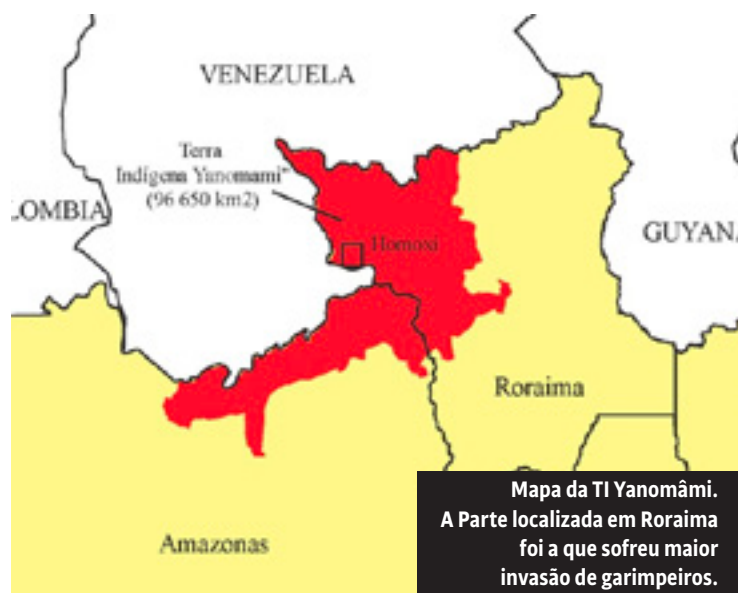 VENEZUELA
Terra
Indígena Yanomami"
(96 650 km2)
LOMBIA
Homoxi
GUYAN
Roraima
Amazonas
Mapa da TI Yanomâmi.
A Parte localizada em Roraima
foi a que sofreu maior
invasão de garimpeiros.